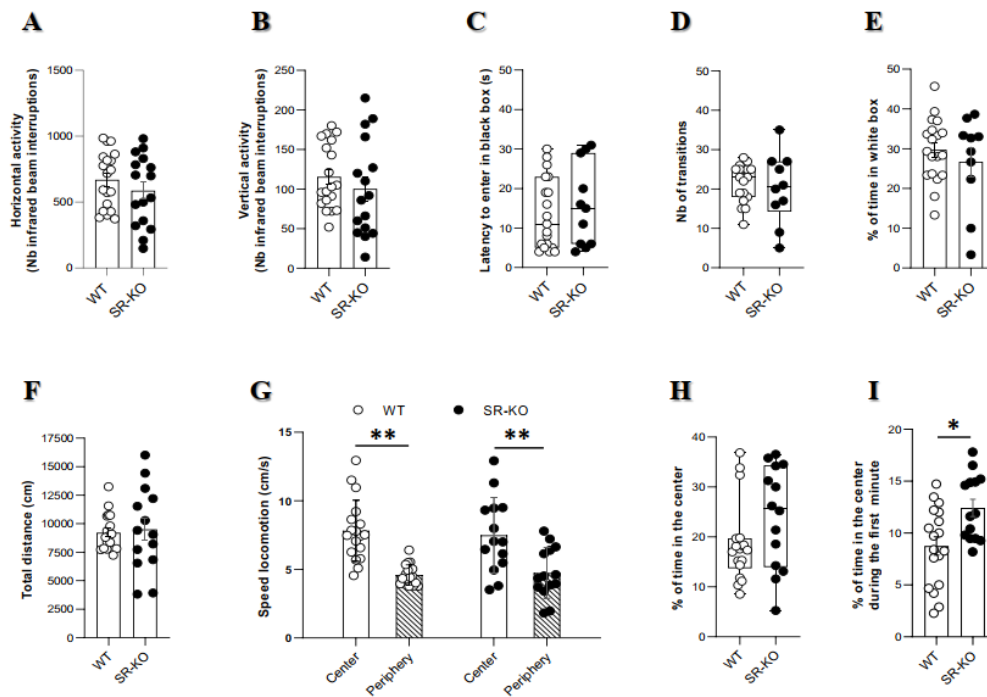 A
B
C
D
E
Horizontal activity
(Nb infrared beam interruptions)
1500
1000
500
0
WT
SR-KO
Vertical activity
(Nb infrared beam interruptions)
250
200
150
100
50
0
WT
SR-KO
Latency to enter in black box (s)
50
40
30
20
10
0
WT
SR-KO
Nb of transitions
50
40
30
20
10
0
WT
SR-KO
% of time in white box
50
40
30
20
10
0
WT
SR-KO
F
G
H
I
WT
SR-KO
Total distance (cm)
17500
15000
12500
10000
7500
5000
2500
0
WT
SR-KO
Speed locomotion (cm/s)
15
10
5
0
**
**
Center
Periphery
Center
Periphery
% of time in the center
40
30
20
10
0
WT
SR-KO
% of time in the center
during the first minute
20
15
10
5
0
*
WT
SR-KO